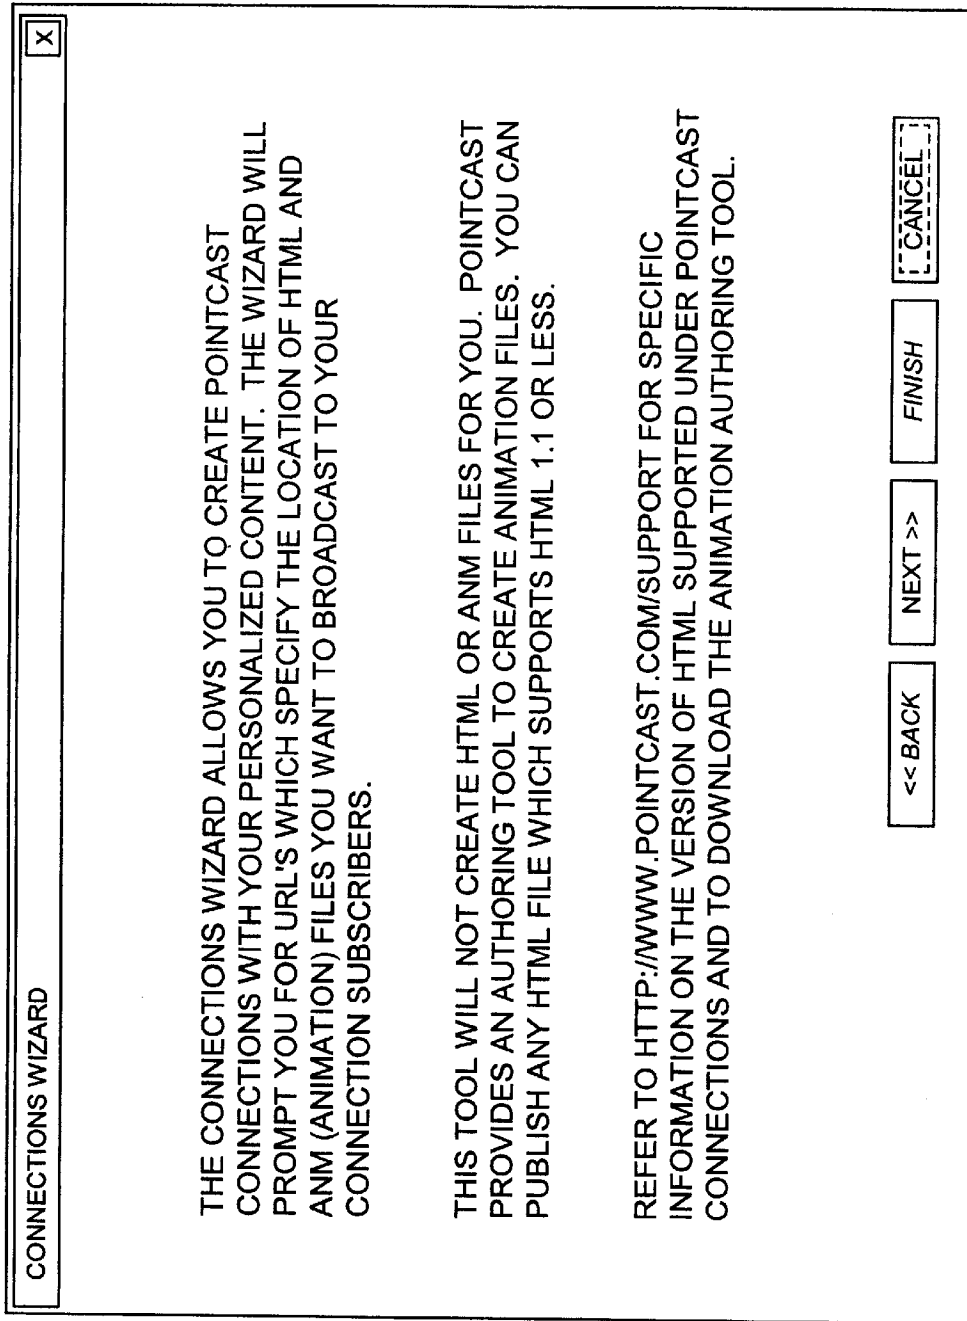 CONNECTIONS WIZARD
X
THE CONNECTIONS WIZARD ALLOWS YOU TO CREATE POINTCAST
CONNECTIONS WITH YOUR PERSONALIZED CONTENT. THE WIZARD WILL
PROMPT YOU FOR URL'S WHICH SPECIFY THE LOCATION OF HTML AND
ANM (ANIMATION) FILES YOU WANT TO BROADCAST TO YOUR
CONNECTION SUBSCRIBERS.
THIS TOOL WILL NOT CREATE HTML OR ANM FILES FOR YOU. POINTCAST
PROVIDES AN AUTHORING TOOL TO CREATE ANIMATION FILES. YOU CAN
PUBLISH ANY HTML FILE WHICH SUPPORTS HTML 1.1 OR LESS.
REFER TO HTTP://WWW.POINTCAST.COM/SUPPORT FOR SPECIFIC
INFORMATION ON THE VERSION OF HTML SUPPORTED UNDER POINTCAST
CONNECTIONS AND TO DOWNLOAD THE ANIMATION AUTHORING TOOL.
<< BACK
NEXT >>
FINISH
CANCEL